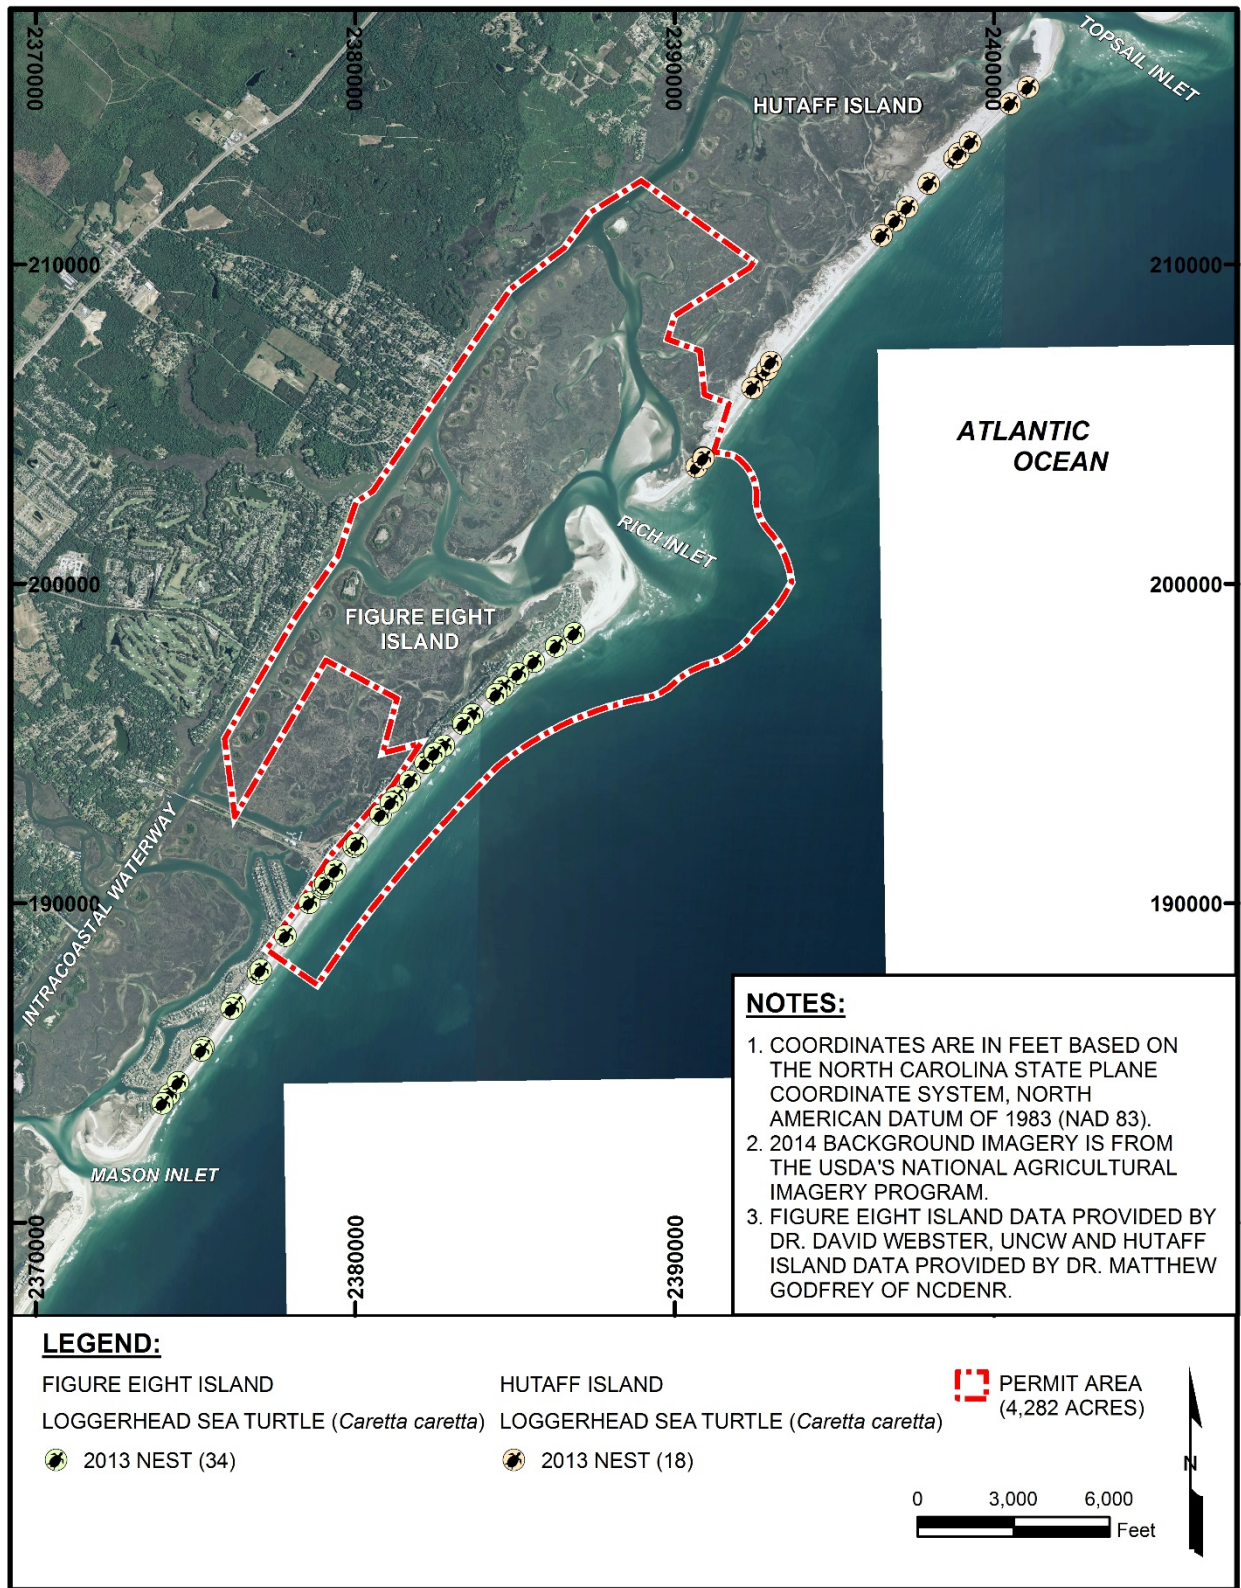 2370000
2380000
2390000
2400000
TOPSAIL INLET
HUTAFF ISLAND
210000
210000
ATLANTIC
OCEAN
RICH INLET
200000
200000
FIGURE EIGHT
ISLAND
INTRACOASTAL WATERWAY
190000
190000
MASON INLET
2370000
2380000
2390000
NOTES:
1. COORDINATES ARE IN FEET BASED ON
THE NORTH CAROLINA STATE PLANE
COORDINATE SYSTEM, NORTH
AMERICAN DATUM OF 1983 (NAD 83).
2. 2014 BACKGROUND IMAGERY IS FROM
THE USDA'S NATIONAL AGRICULTURAL
IMAGERY PROGRAM.
3. FIGURE EIGHT ISLAND DATA PROVIDED BY
DR. DAVID WEBSTER, UNCW AND HUTAFF
ISLAND DATA PROVIDED BY DR. MATTHEW
GODFREY OF NCDENR.
LEGEND:
FIGURE EIGHT ISLAND
LOGGERHEAD SEA TURTLE (Caretta caretta)
2013 NEST (34)
HUTAFF ISLAND
LOGGERHEAD SEA TURTLE (Caretta caretta)
2013 NEST (18)
PERMIT AREA
(4,282 ACRES)
N
0 3,000 6,000
Feet